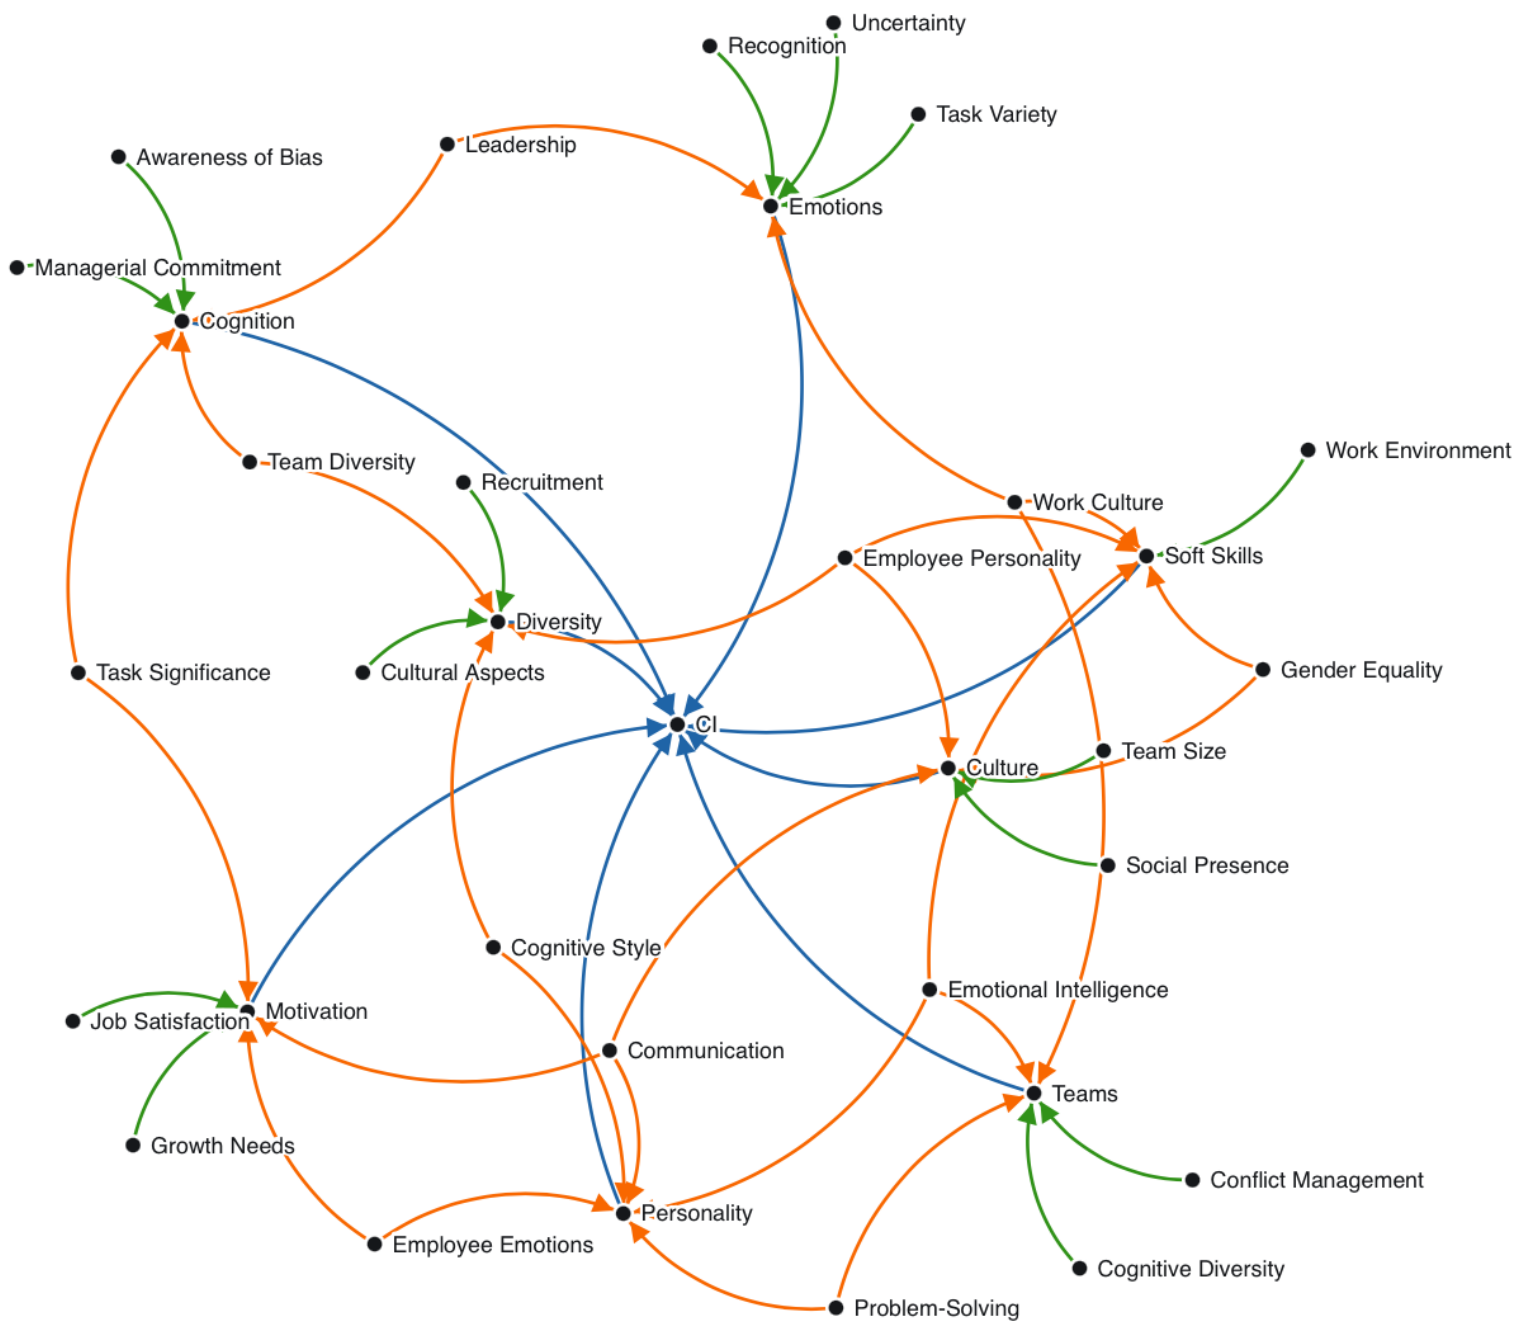 Uncertainty
Recognition
Task Variety
Leadership
Awareness of Bias
Emotions
Managerial Commitment
Cognition
Work Environment
Team Diversity
Recruitment
Work Culture
Soft Skills
Employee Personality
Diversity
Gender Equality
Task Significance
Cultural Aspects
CI
Team Size
Culture
Social Presence
Cognitive Style
Emotional Intelligence
Motivation
Job Satisfaction
Communication
Teams
Growth Needs
Conflict Management
Personality
Employee Emotions
Cognitive Diversity
Problem-Solving